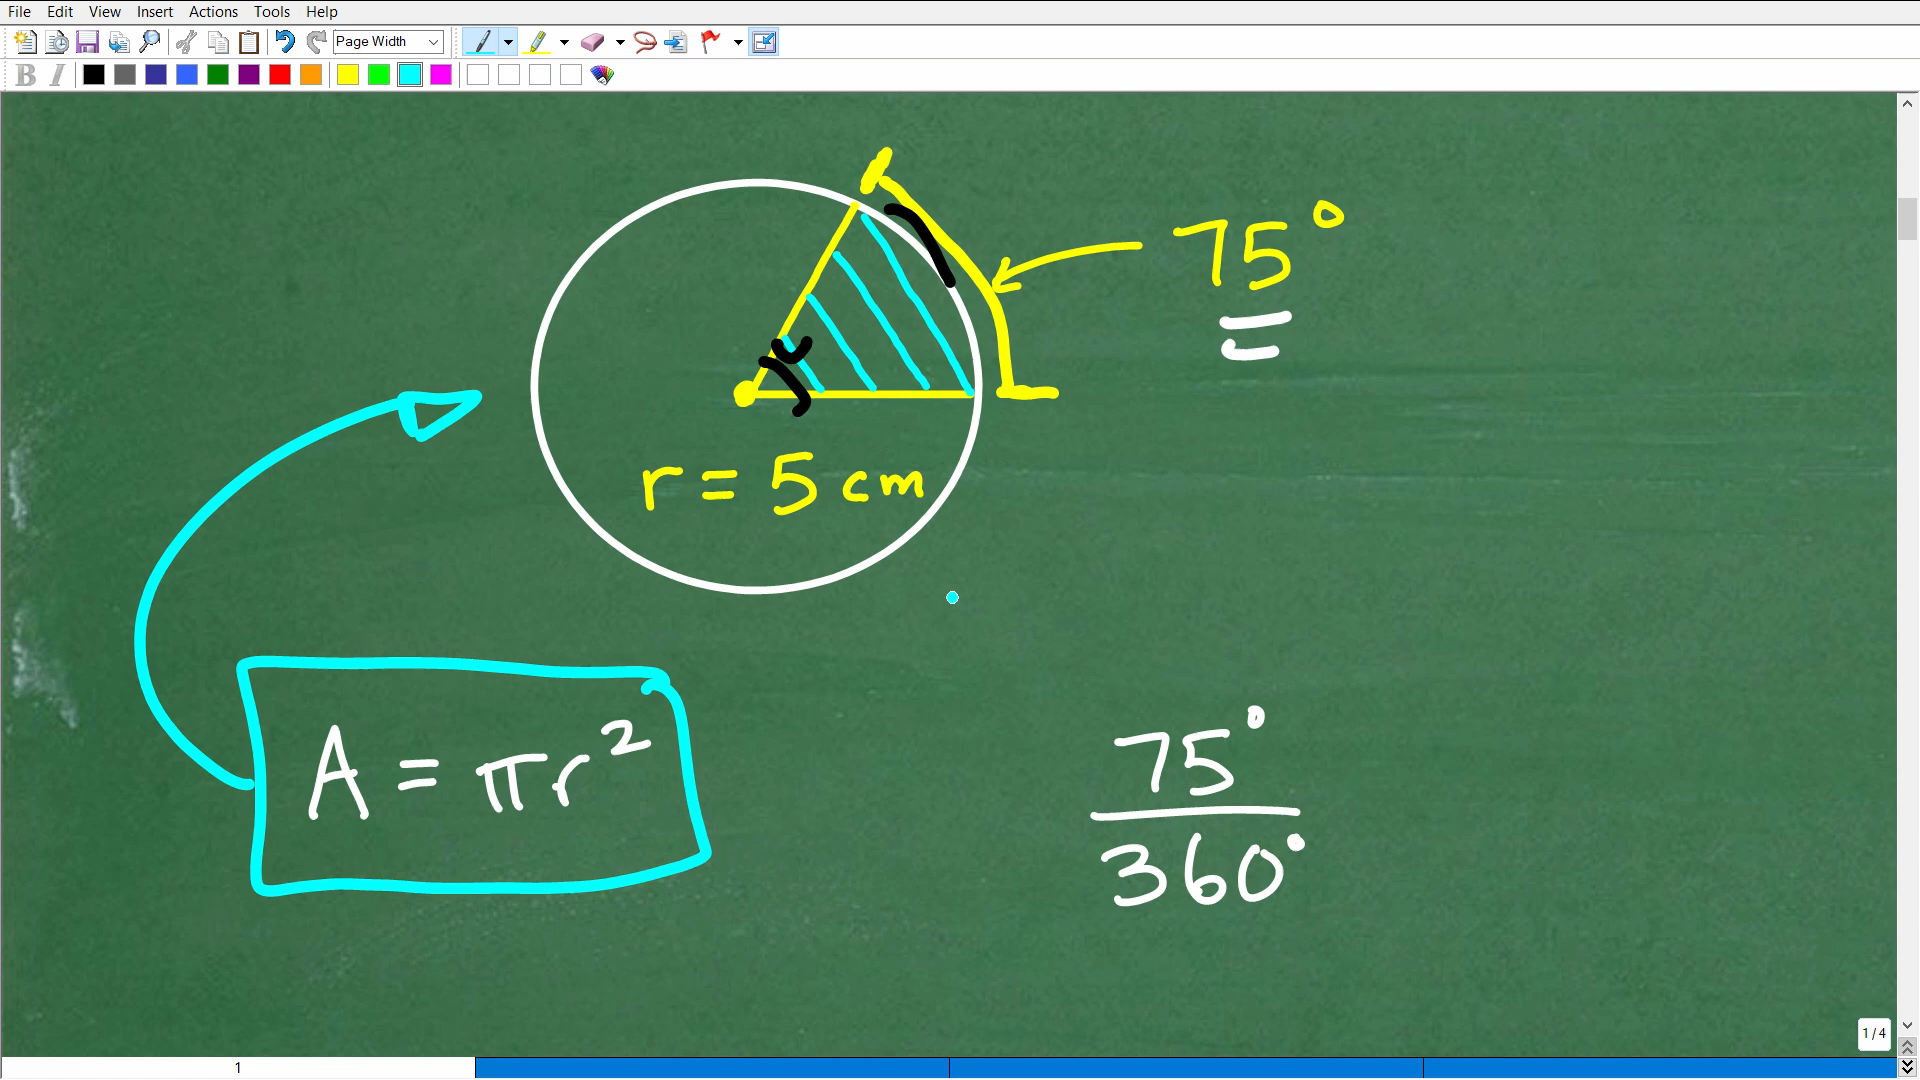 File Edit View Insert Actions Tools Help
Page Width
B I
75°
r = 5 cm
A = πr²
75°
360°
1 / 4
1